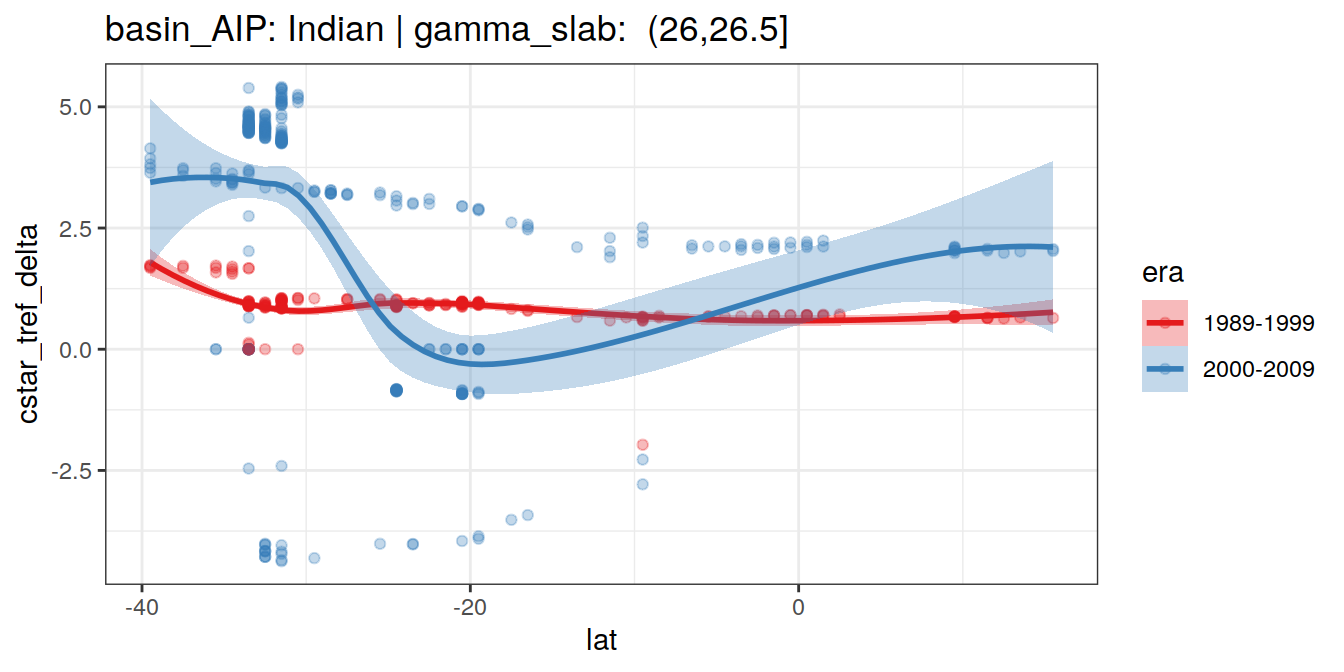 basin_AIP: Indian | gamma_slab:  (26,26.5]
cstar_tref_delta
5.0
2.5
0.0
-2.5
-40
-20
0
lat
era
1989-1999
2000-2009